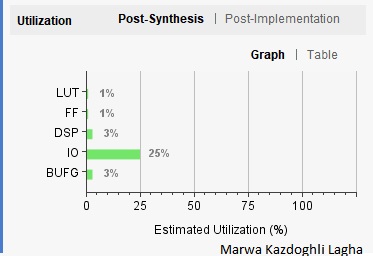 Utilization
Post-Synthesis | Post-Implementation
Graph | Table
LUT 1%
FF 1%
DSP 3%
IO 25%
BUFG 3%
0 25 50 75 100
Estimated Utilization (%)
Marwa Kazdoghli Lagha